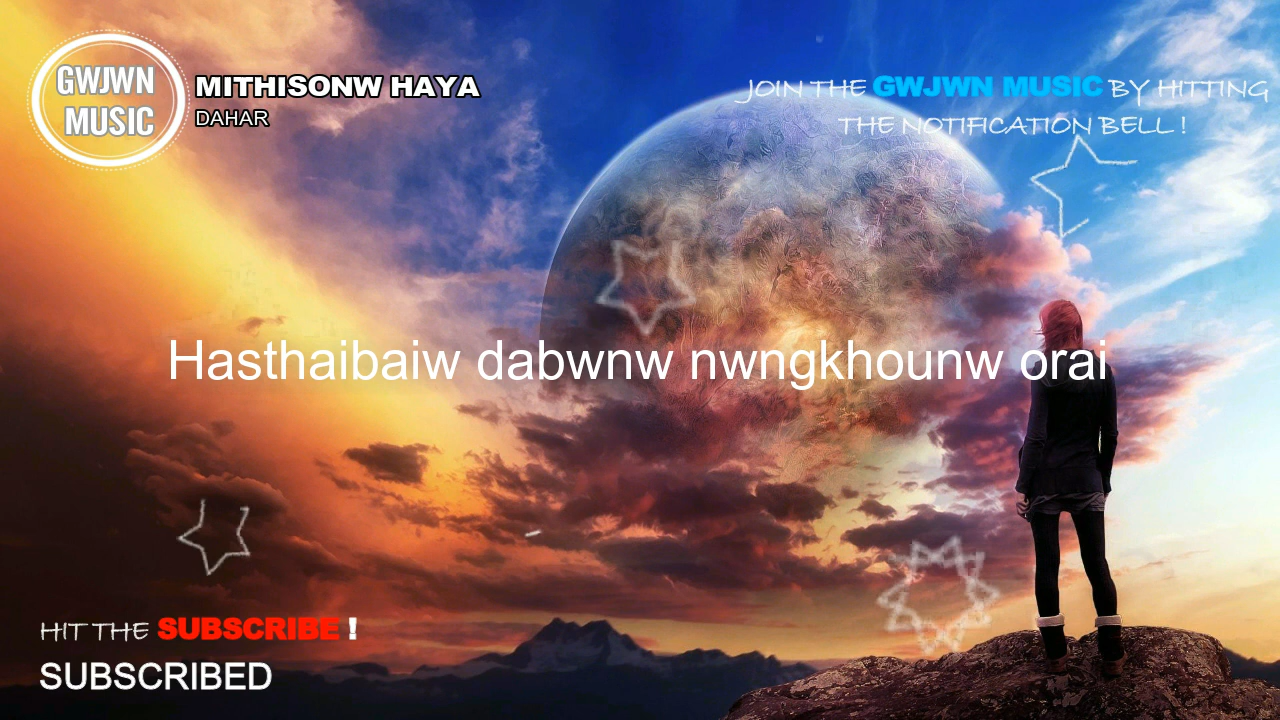 GWJWN
MUSIC
MITHISONW HAYA
DAHAR
JOIN THE GWJWN MUSIC BY HITTING
THE NOTIFICATION BELL !
Hasthaibaiw dabwnw nwngkhounw orai
HIT THE SUBSCRIBE !
SUBSCRIBED